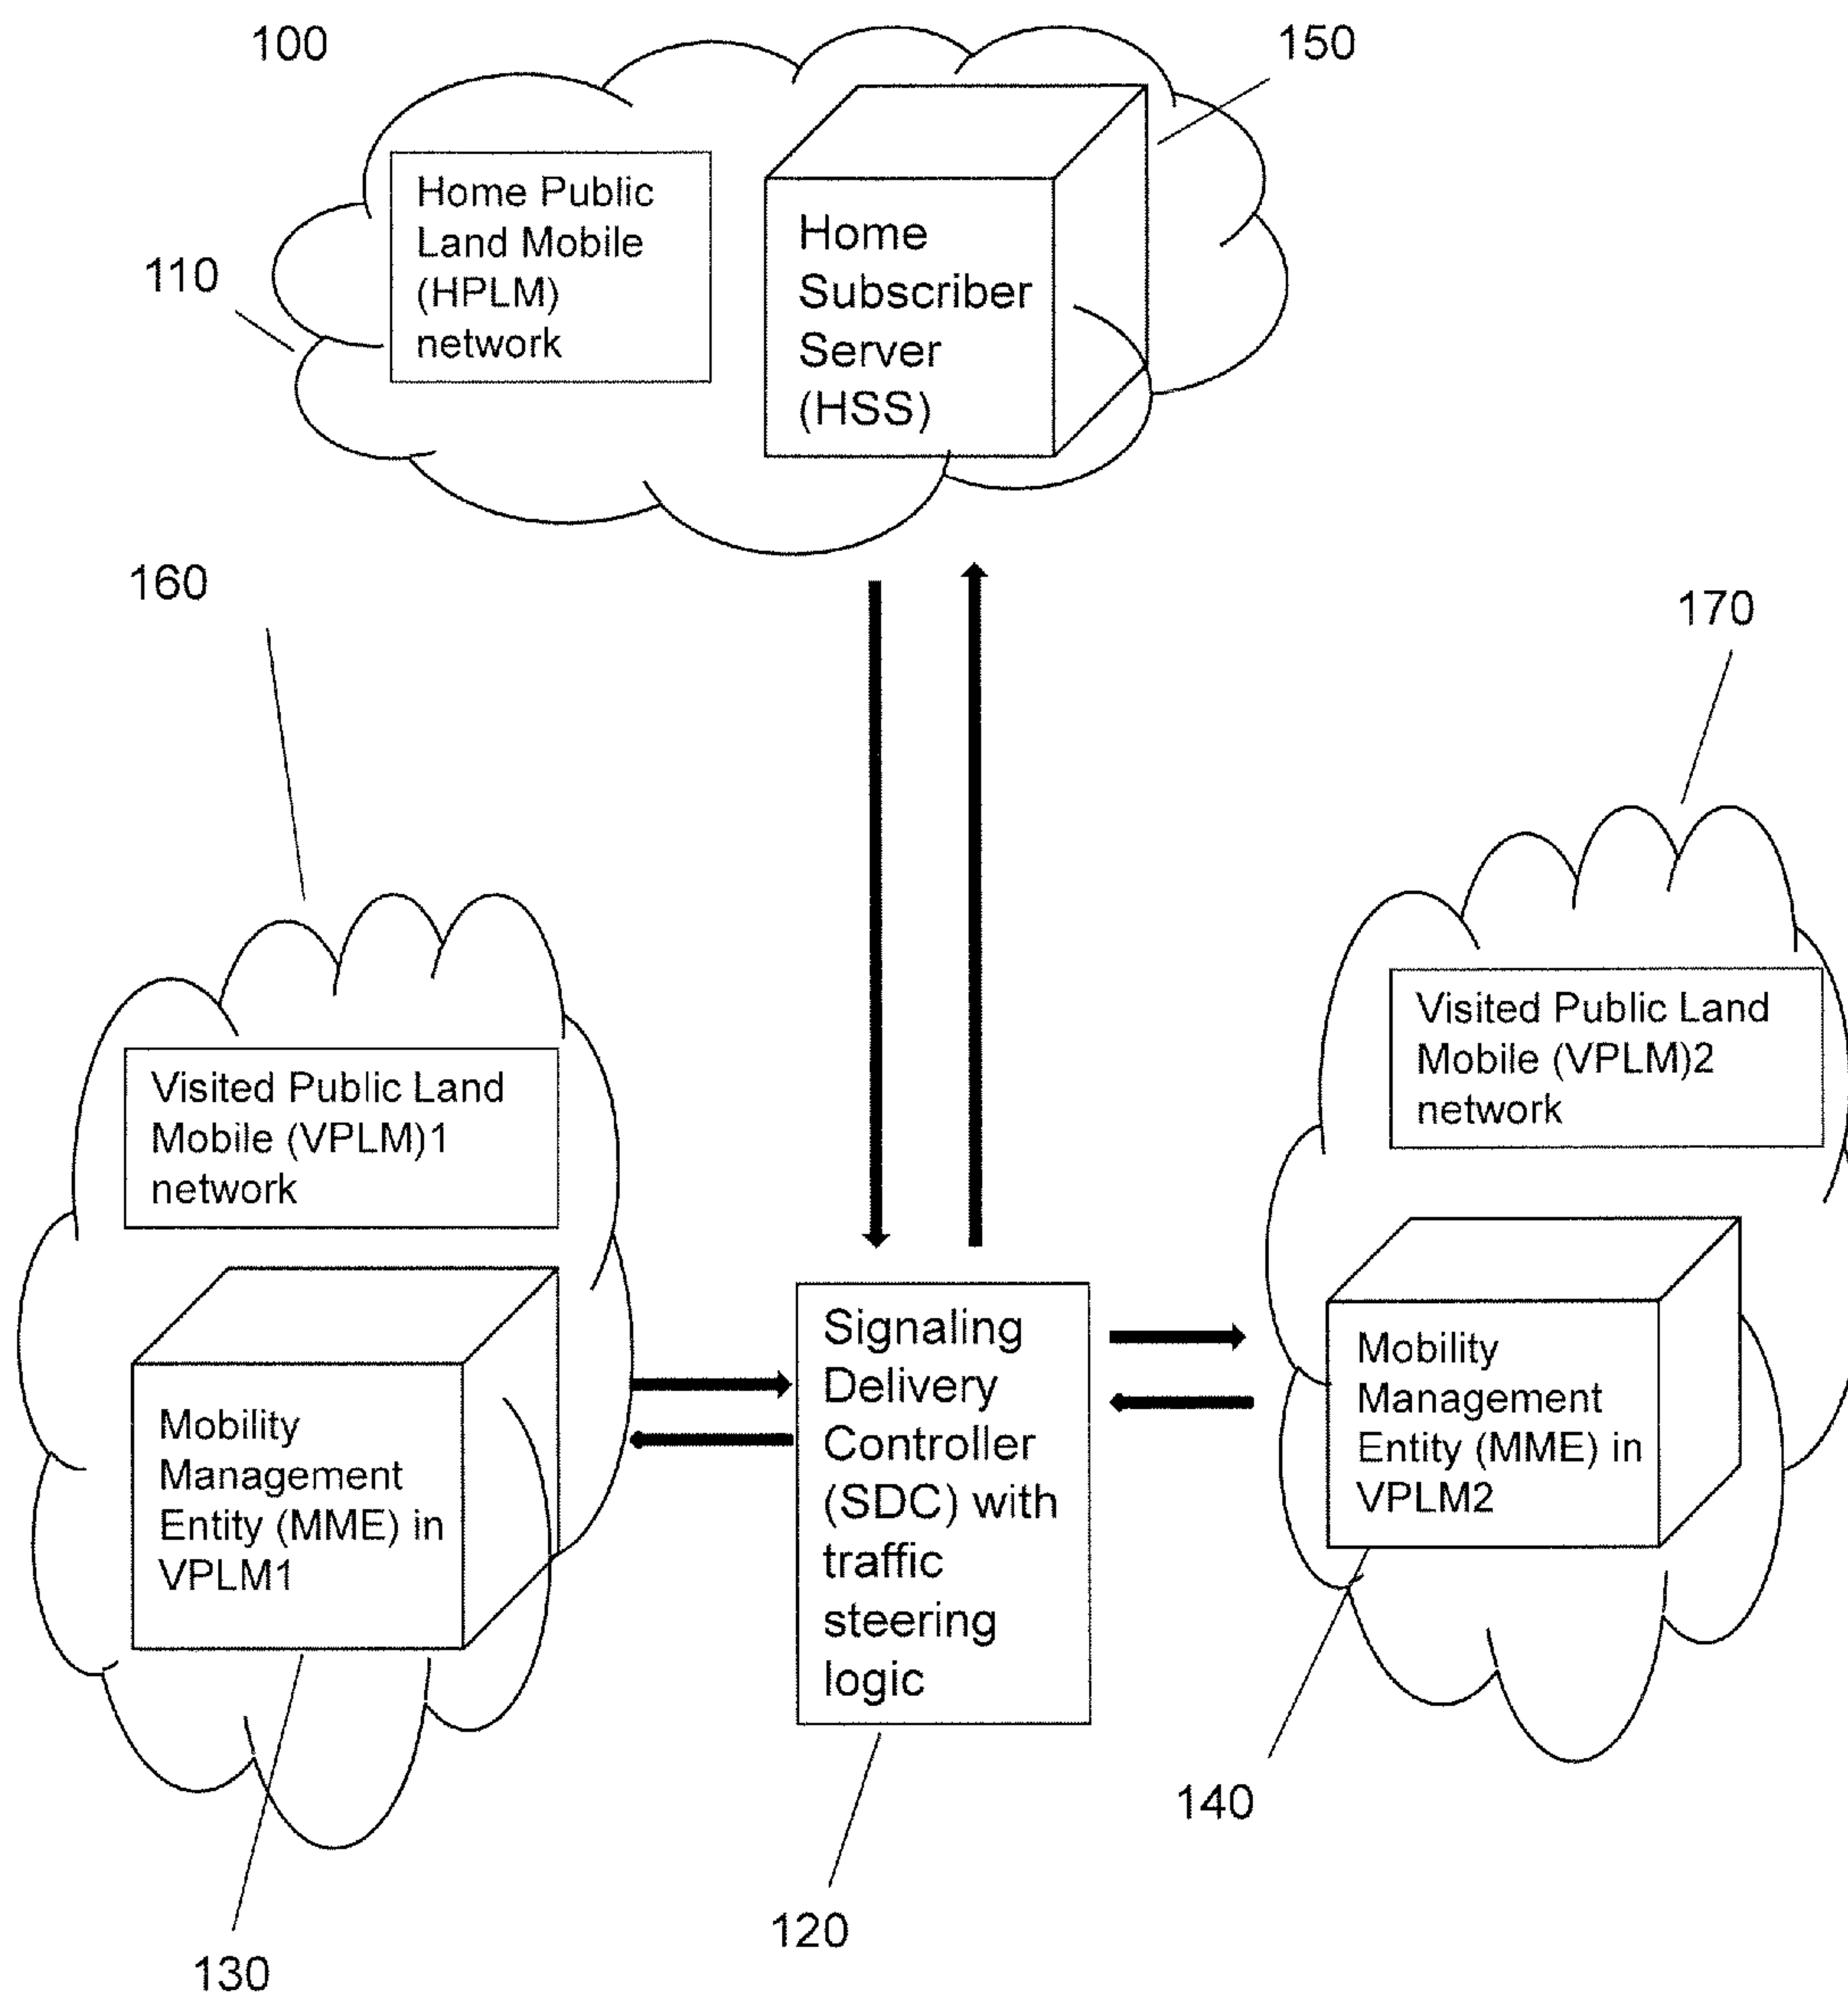 100
150
Home Public
Land Mobile
(HPLM)
network
Home
Subscriber
Server
(HSS)
110
160
170
Visited Public Land
Mobile (VPLM)1
network
Visited Public Land
Mobile (VPLM)2
network
Mobility
Management
Entity (MME) in
VPLM1
Signaling
Delivery
Controller
(SDC) with
traffic
steering
logic
Mobility
Management
Entity (MME) in
VPLM2
140
120
130